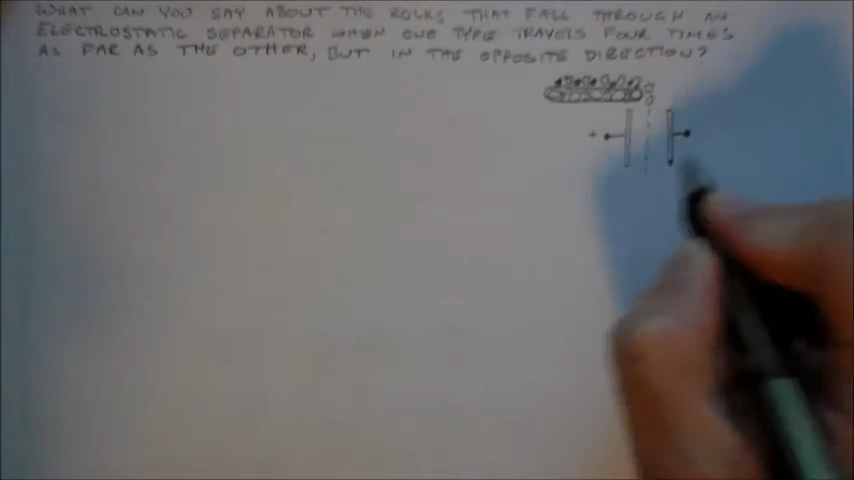 WHAT CAN YOU SAY ABOUT THE ROCKS THAT FALL THROUGH AN
ELECTROSTATIC SEPARATOR WHEN ONE TYPE TRAVELS FOUR TIMES
AS FAR AS THE OTHER, BUT IN THE OPPOSITE DIRECTION?
+